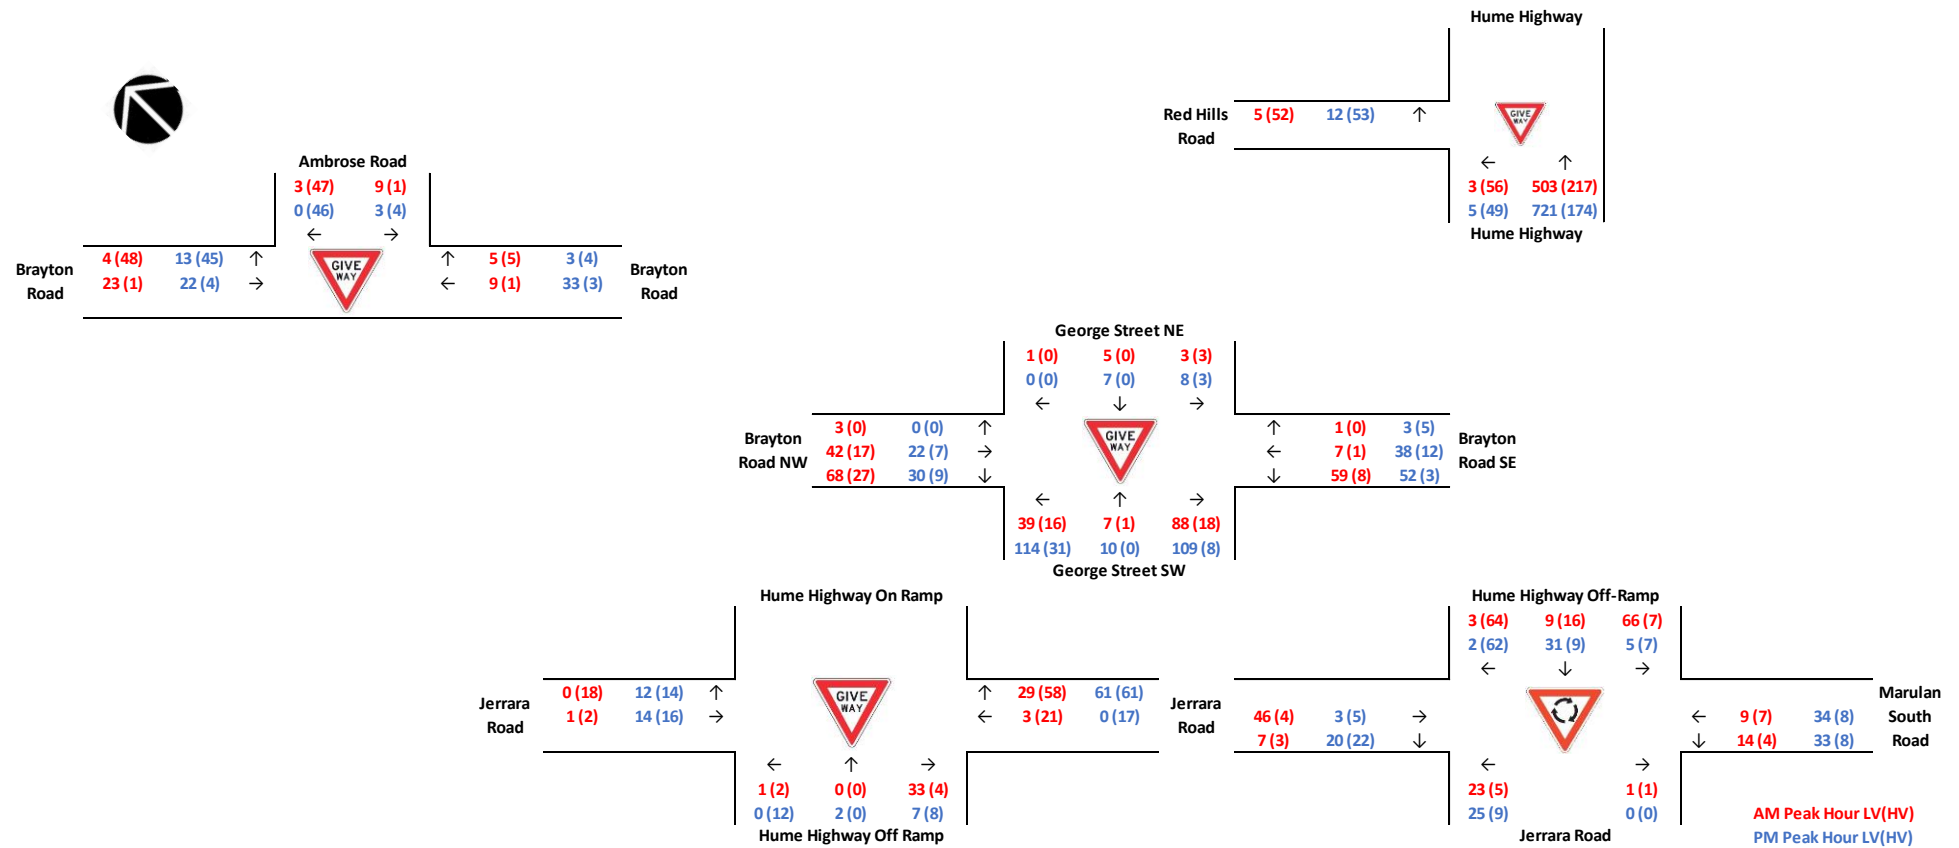 Hume Highway
Red Hills Road
5 (52) 12 (53) ↑
GIVE WAY
← ↑
3 (56) 503 (217)
5 (49) 721 (174)
Hume Highway
Ambrose Road
3 (47) 9 (1)
0 (46) 3 (4)
← →
Brayton Road
4 (48) 13 (45) ↑
23 (1) 22 (4) →
GIVE WAY
↑ 5 (5) 3 (4)
← 9 (1) 33 (3)
Brayton Road
George Street NE
1 (0) 5 (0) 3 (3)
0 (0) 7 (0) 8 (3)
← ↓ →
Brayton Road NW
3 (0) 0 (0) ↑
42 (17) 22 (7) →
68 (27) 30 (9) ↓
GIVE WAY
↑ 1 (0) 3 (5)
← 7 (1) 38 (12)
↓ 59 (8) 52 (3)
Brayton Road SE
← ↑ →
39 (16) 7 (1) 88 (18)
114 (31) 10 (0) 109 (8)
George Street SW
Hume Highway On Ramp
Jerrara Road
0 (18) 12 (14) ↑
1 (2) 14 (16) →
GIVE WAY
↑ 29 (58) 61 (61)
← 3 (21) 0 (17)
← ↑ →
1 (2) 0 (0) 33 (4)
0 (12) 2 (0) 7 (8)
Hume Highway Off Ramp
Jerrara Road
Hume Highway Off-Ramp
3 (64) 9 (16) 66 (7)
2 (62) 31 (9) 5 (7)
← ↓ →
46 (4) 3 (5) →
7 (3) 20 (22) ↓
← 9 (7) 34 (8)
↓ 14 (4) 33 (8)
Marulan South Road
← →
23 (5) 1 (1)
25 (9) 0 (0)
Jerrara Road
AM Peak Hour LV(HV)
PM Peak Hour LV(HV)